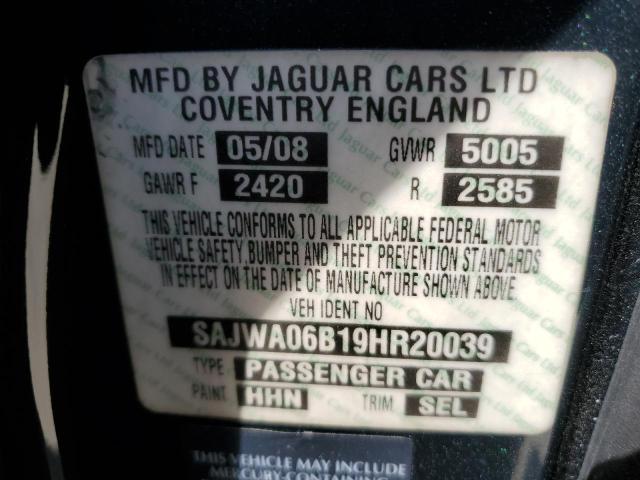 MFD BY JAGUAR CARS LTD
COVENTRY ENGLAND
MFD DATE 05/08 GVWR 5005
GAWR F 2420 R 2585
THIS VEHICLE CONFORMS TO ALL APPLICABLE FEDERAL MOTOR
VEHICLE SAFETY, BUMPER AND THEFT PREVENTION STANDARDS
IN EFFECT ON THE DATE OF MANUFACTURE SHOWN ABOVE.
VEH IDENT NO
SAJWA06B19HR20039
TYPE PASSENGER CAR
PAINT HHN TRIM SEL
THIS VEHICLE MAY INCLUDE
MERCURY-CONTAINING